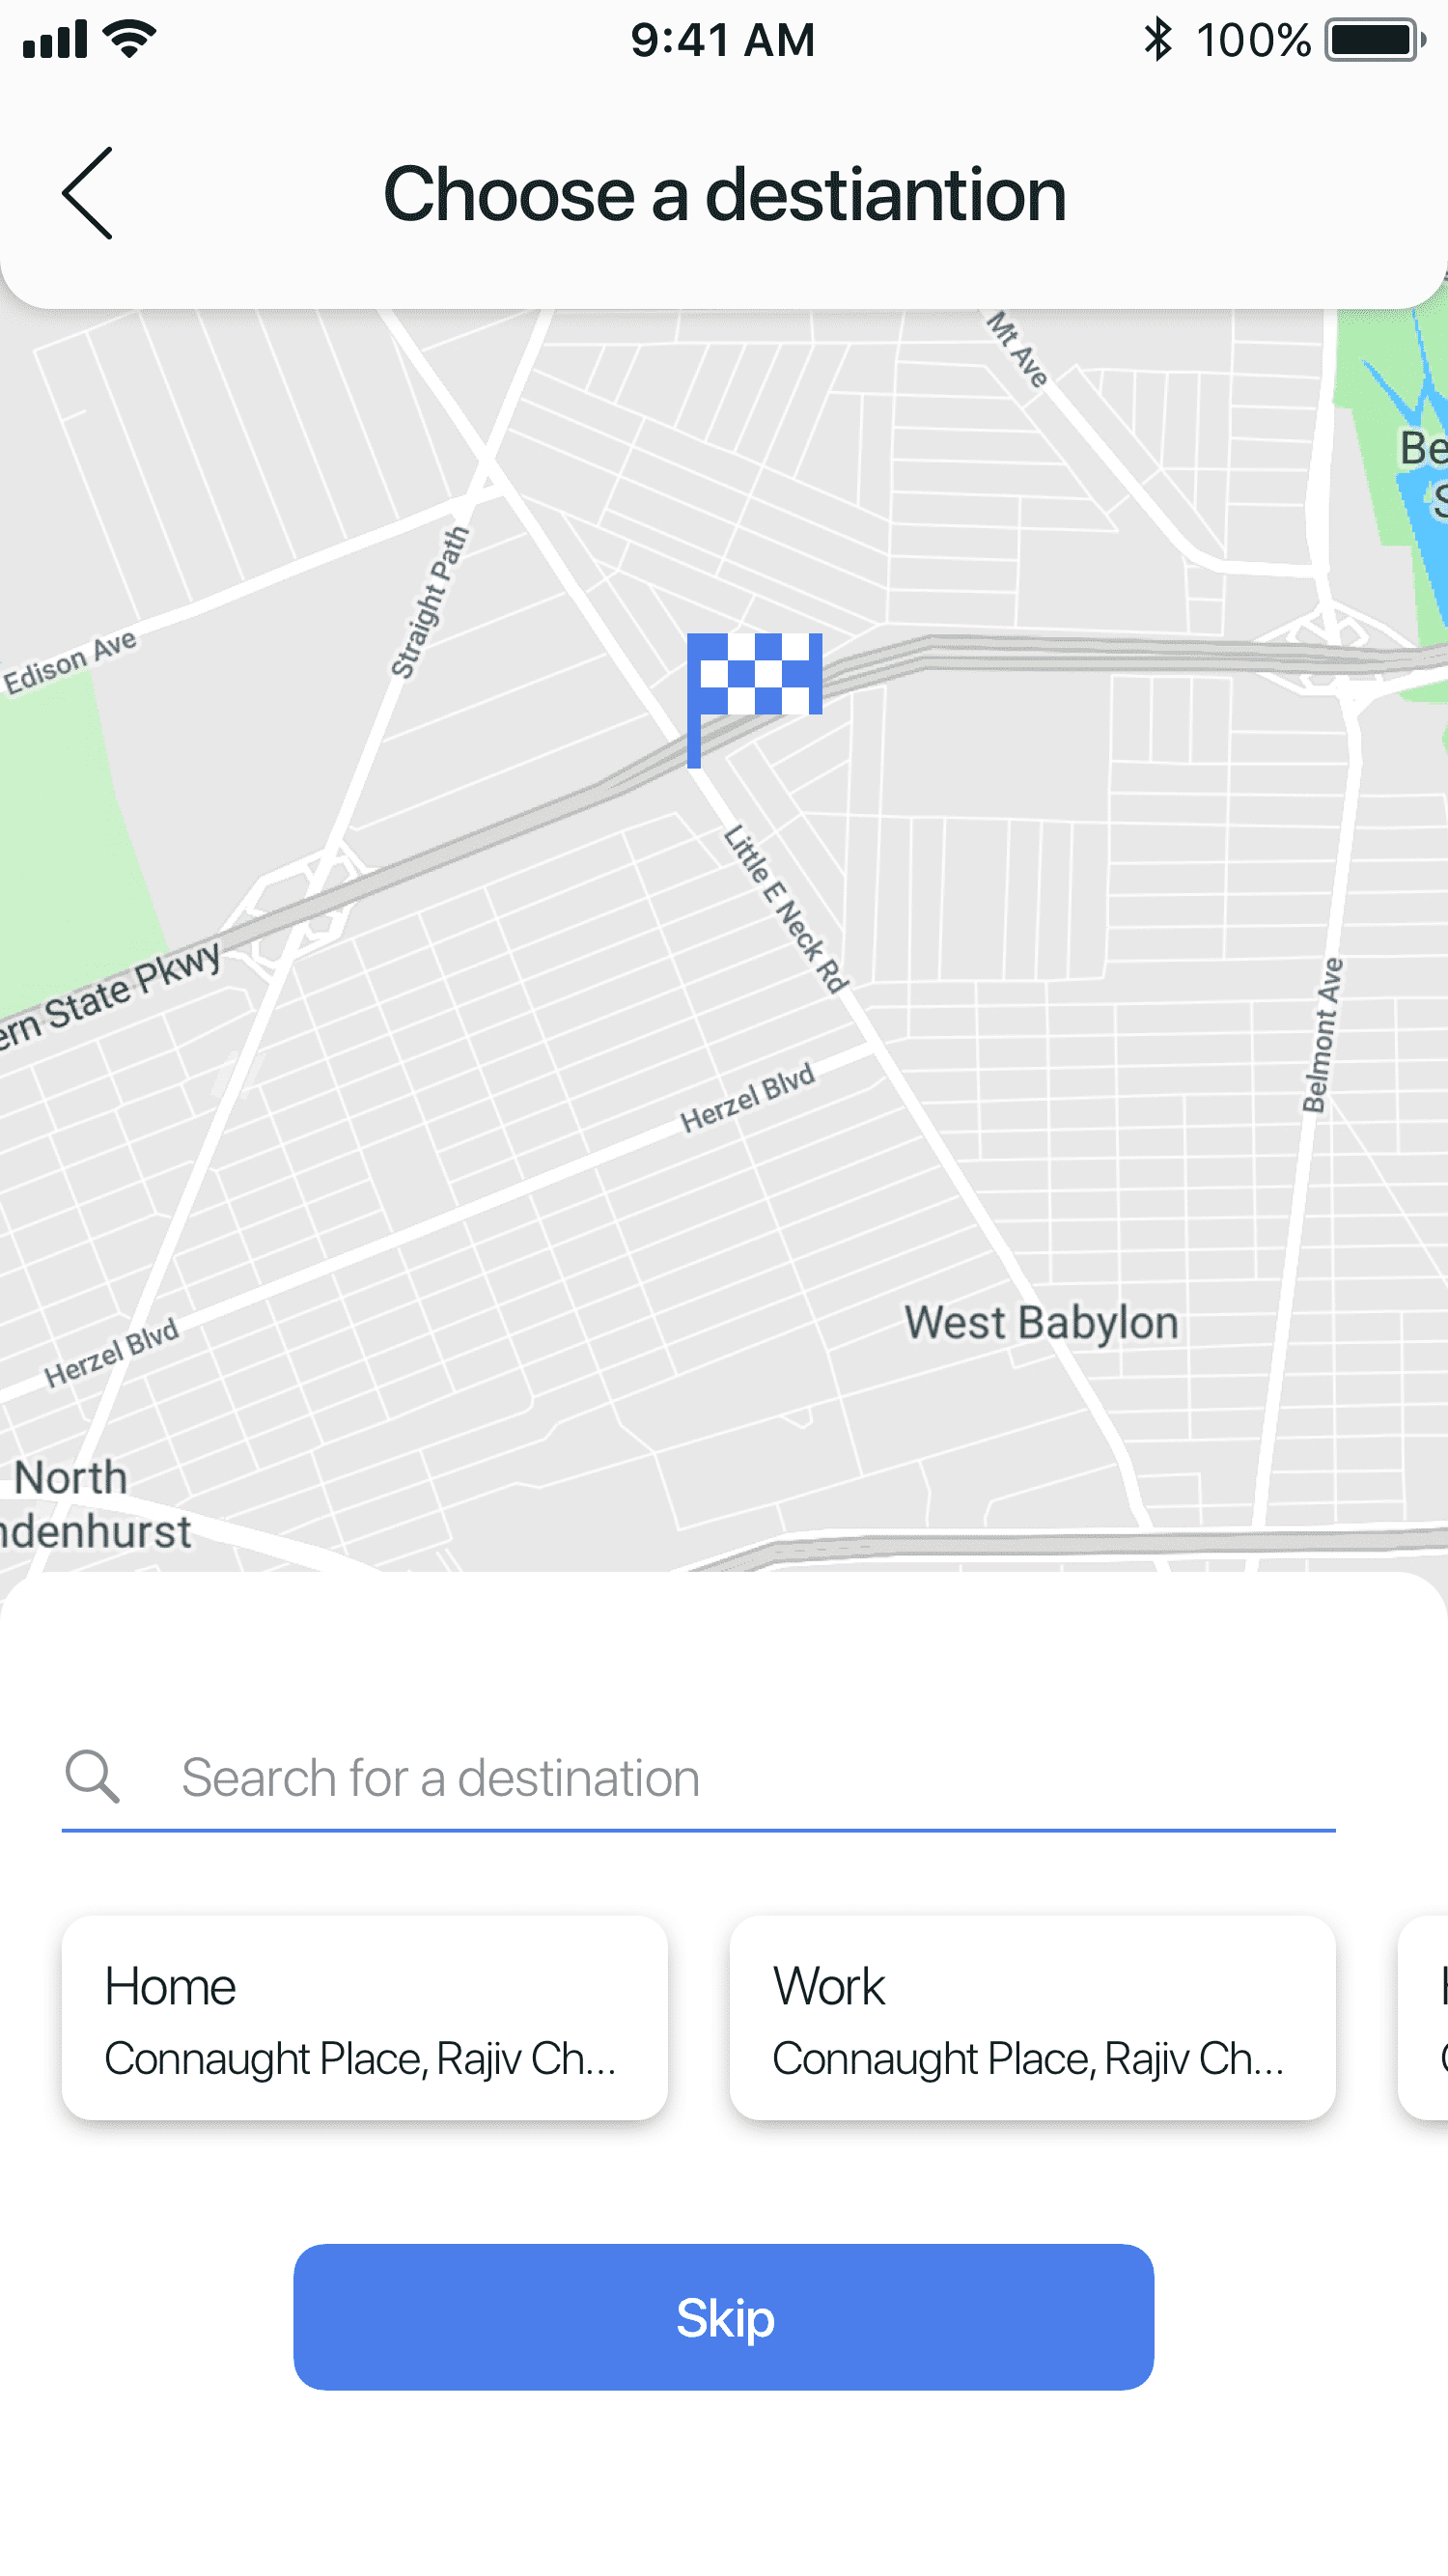 9:41 AM
100%
Choose a destiantion
Mt Ave
Be
S
Straight Path
Edison Ave
Little E Neck Rd
ern State Pkwy
Belmont Ave
Herzel Blvd
West Babylon
Herzel Blvd
North
ndenhurst
Search for a destination
Home
Connaught Place, Rajiv Ch...
Work
Connaught Place, Rajiv Ch...
Skip